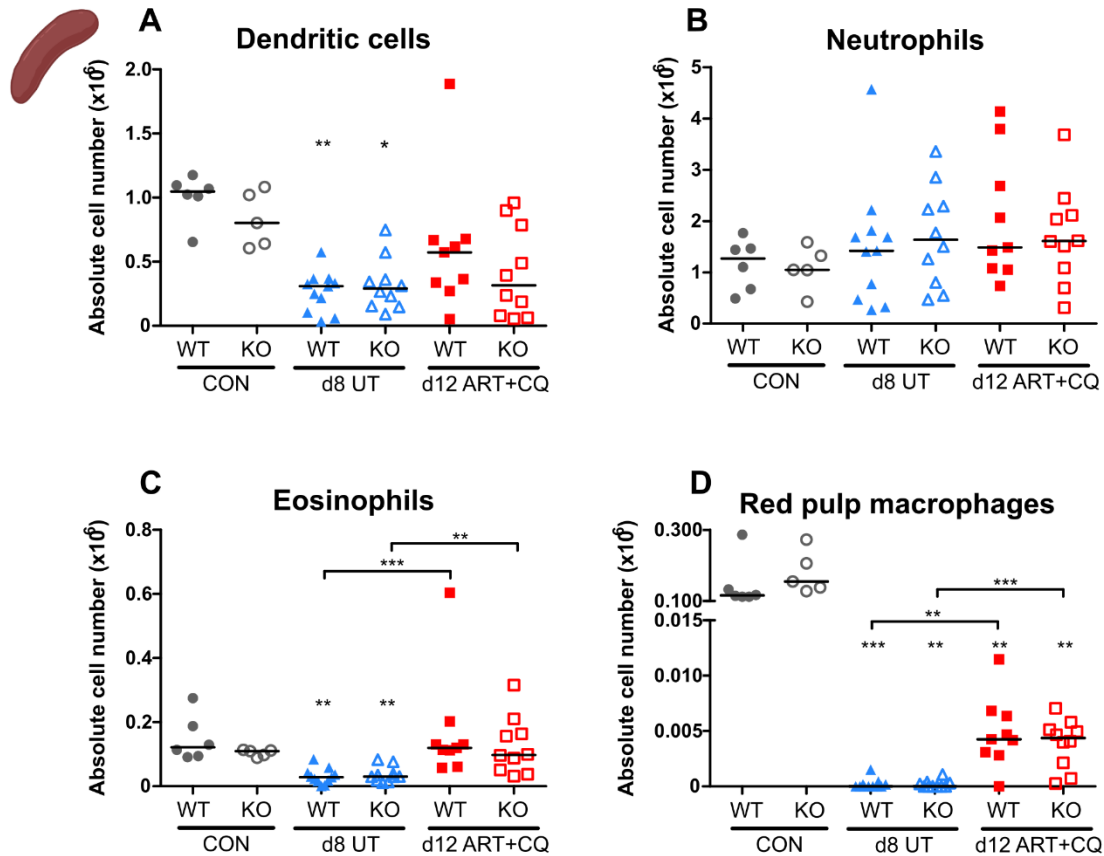 A
Dendritic cells
Absolute cell number (x10⁶)
2.0
1.5
1.0
0.5
0
** *
WT KO WT KO WT KO
CON d8 UT d12 ART+CQ
B
Neutrophils
Absolute cell number (x10⁶)
5
4
3
2
1
0
WT KO WT KO WT KO
CON d8 UT d12 ART+CQ
C
Eosinophils
Absolute cell number (x10⁶)
0.8
0.6
0.4
0.2
0
**
***
** **
WT KO WT KO WT KO
CON d8 UT d12 ART+CQ
D
Red pulp macrophages
Absolute cell number (x10⁶)
0.300
0.100
0.015
0.010
0.005
0
***
**
*** ** ** **
WT KO WT KO WT KO
CON d8 UT d12 ART+CQ